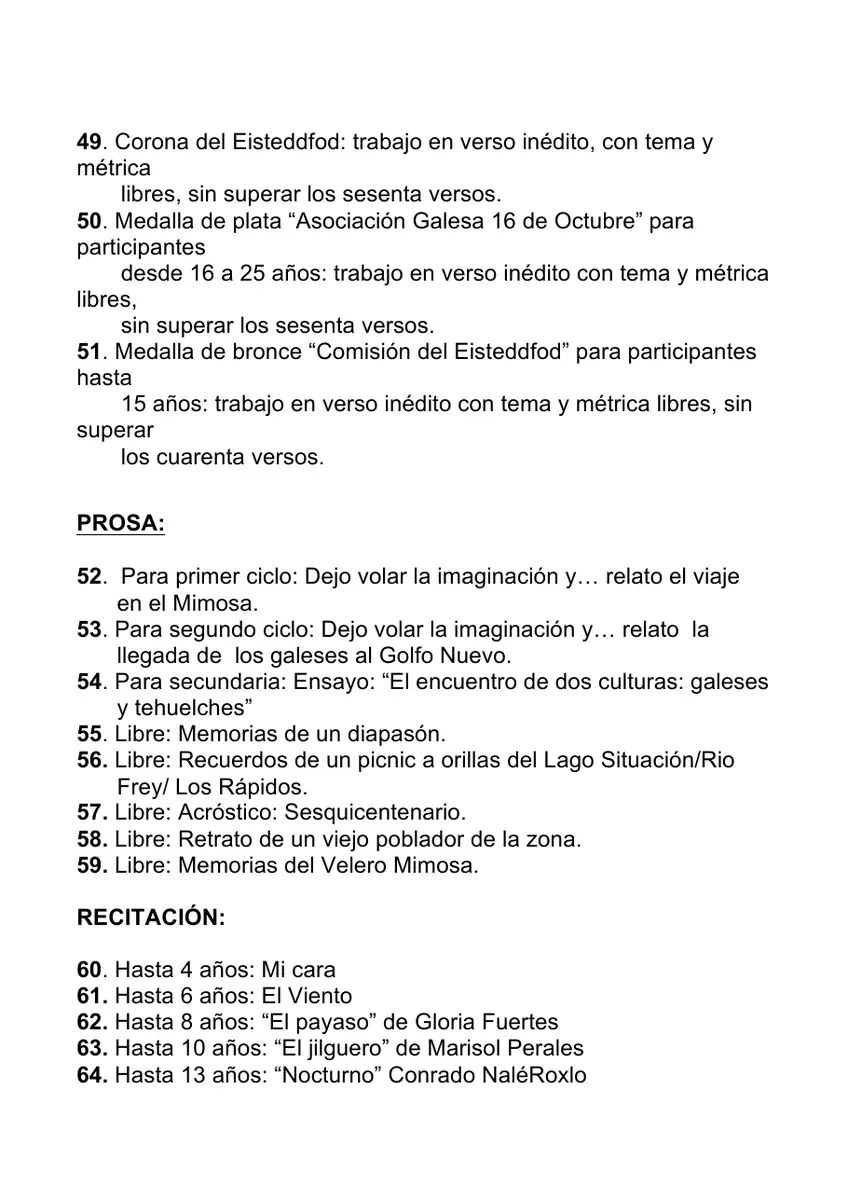 49. Corona del Eisteddfod: trabajo en verso inédito, con tema y
métrica
libres, sin superar los sesenta versos.
50. Medalla de plata “Asociación Galesa 16 de Octubre” para
participantes
desde 16 a 25 años: trabajo en verso inédito con tema y métrica
libres,
sin superar los sesenta versos.
51. Medalla de bronce “Comisión del Eisteddfod” para participantes
hasta
15 años: trabajo en verso inédito con tema y métrica libres, sin
superar
los cuarenta versos.
PROSA:
52.  Para primer ciclo: Dejo volar la imaginación y… relato el viaje
en el Mimosa.
53. Para segundo ciclo: Dejo volar la imaginación y… relato  la
llegada de  los galeses al Golfo Nuevo.
54. Para secundaria: Ensayo: “El encuentro de dos culturas: galeses
y tehuelches”
55. Libre: Memorias de un diapasón.
56. Libre: Recuerdos de un picnic a orillas del Lago Situación/Rio
Frey/ Los Rápidos.
57. Libre: Acróstico: Sesquicentenario.
58. Libre: Retrato de un viejo poblador de la zona.
59. Libre: Memorias del Velero Mimosa.
RECITACIÓN:
60. Hasta 4 años: Mi cara
61. Hasta 6 años: El Viento
62. Hasta 8 años: “El payaso” de Gloria Fuertes
63. Hasta 10 años: “El jilguero” de Marisol Perales
64. Hasta 13 años: “Nocturno” Conrado NaléRoxlo